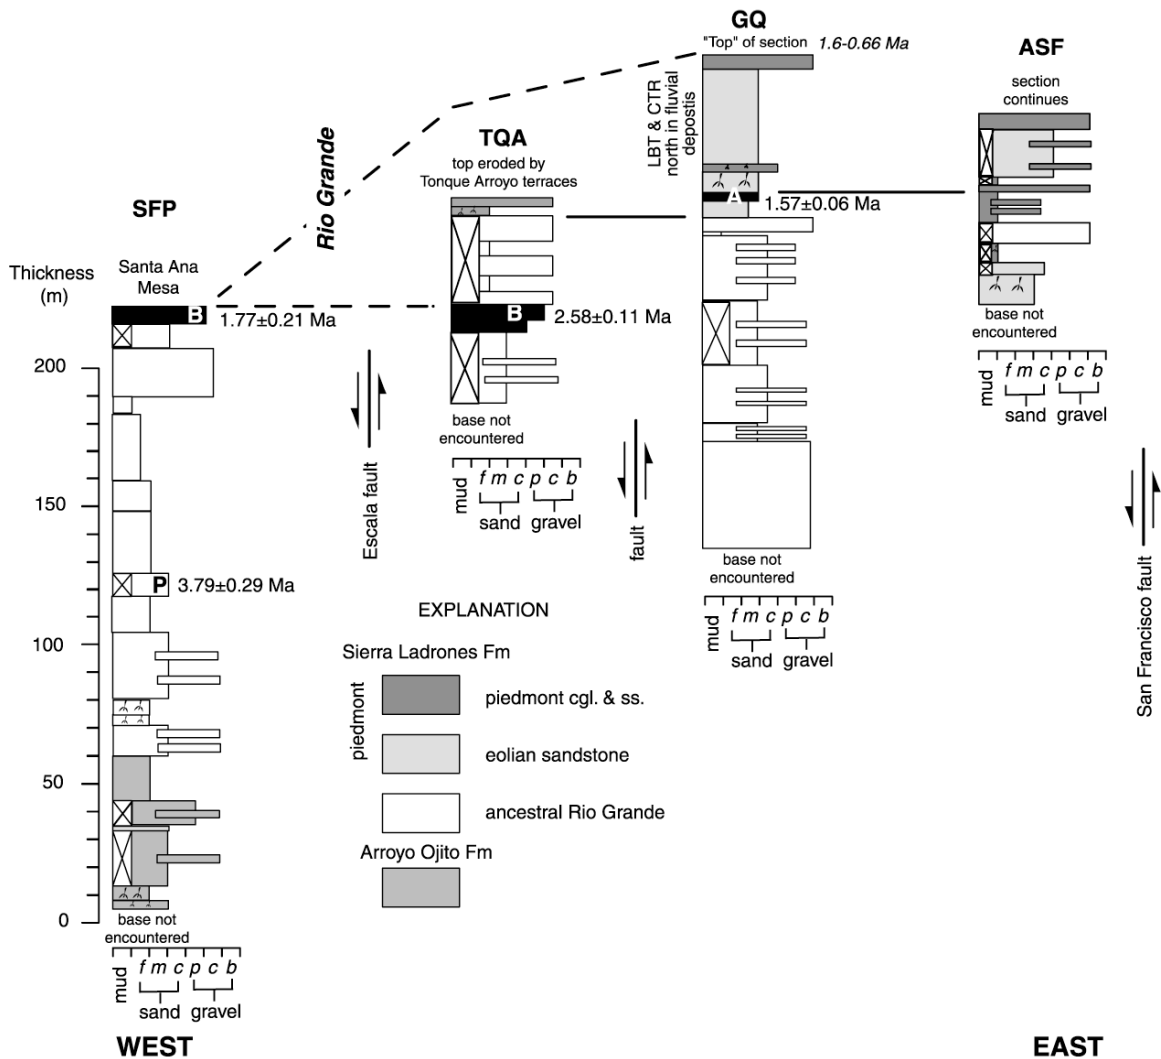 GQ
"Top" of section 1.6-0.66 Ma
ASF
section
continues
LBT & CTR
north in fluvial
depostis
Rio Grande
TQA
top eroded by
Tonque Arroyo terraces
SFP
A
1.57±0.06 Ma
Thickness
(m)
Santa Ana
Mesa
B
1.77±0.21 Ma
B
2.58±0.11 Ma
base not
encountered
200
mud
f m c p c b
sand gravel
Escala fault
base not
encountered
mud
f m c p c b
sand gravel
fault
150
base not
encountered
mud
f m c p c b
sand gravel
San Francisco fault
P 3.79±0.29 Ma
100
50
0
EXPLANATION
Sierra Ladrones Fm
piedmont
piedmont cgl. & ss.
eolian sandstone
ancestral Rio Grande
Arroyo Ojito Fm
base not
encountered
mud
f m c p c b
sand gravel
WEST
EAST